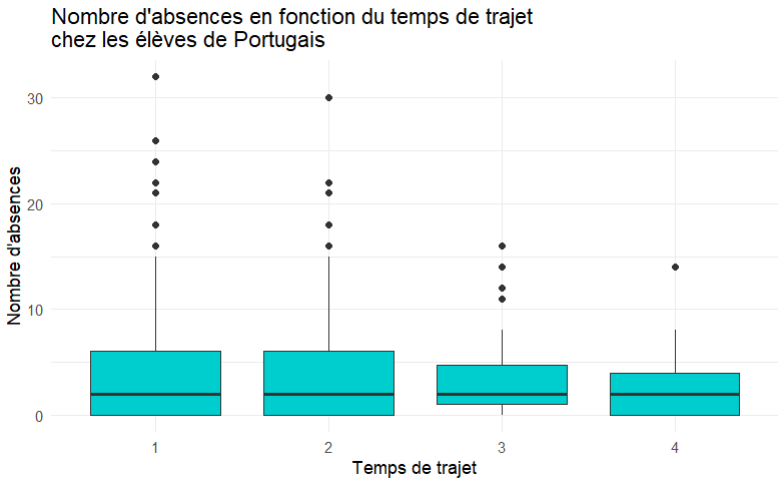 Nombre d'absences en fonction du temps de trajet
chez les élèves de Portugais
Nombre d'absences
30
20
10
0
1 2 3 4
Temps de trajet